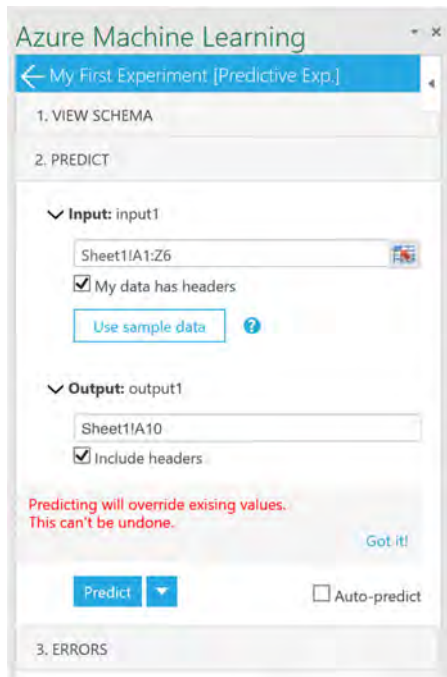 Azure Machine Learning
My First Experiment [Predictive Exp.]
1. VIEW SCHEMA
2. PREDICT
Input: input1
Sheet1!A1:Z6
My data has headers
Use sample data ?
Output: output1
Sheet1!A10
Include headers
Predicting will override exising values.
This can't be undone.
Got it!
Predict
Auto-predict
3. ERRORS